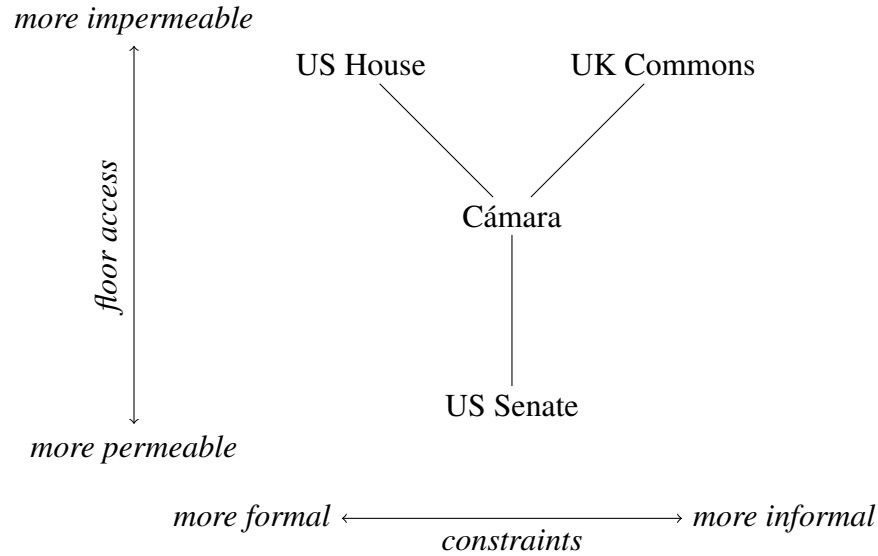 more impermeable
US House
UK Commons
floor access
Cámara
US Senate
more permeable
more formal
more informal
constraints